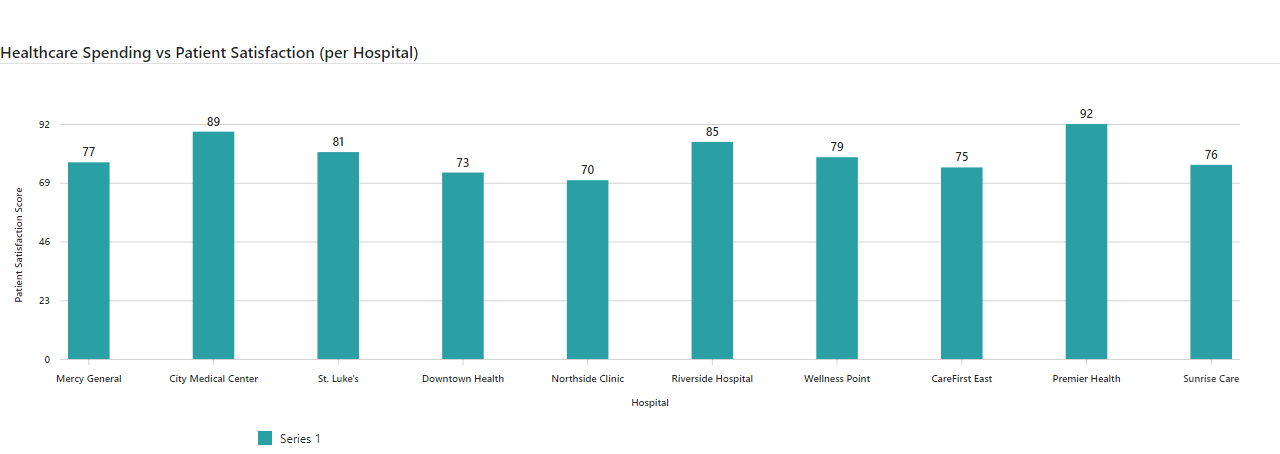 Healthcare Spending vs Patient Satisfaction (per Hospital)
92
69
46
23
0
Patient Satisfaction Score
77
89
81
73
70
85
79
75
92
76
Mercy General
City Medical Center
St. Luke's
Downtown Health
Northside Clinic
Riverside Hospital
Wellness Point
CareFirst East
Premier Health
Sunrise Care
Hospital
Series 1